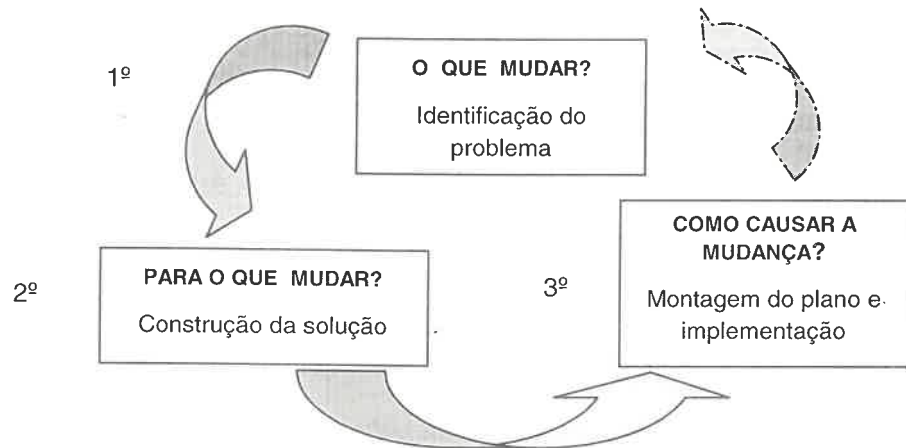 1º
O QUE MUDAR?
Identificação do
problema
2º
PARA O QUE MUDAR?
Construção da solução
3º
COMO CAUSAR A
MUDANÇA?
Montagem do plano e
implementação